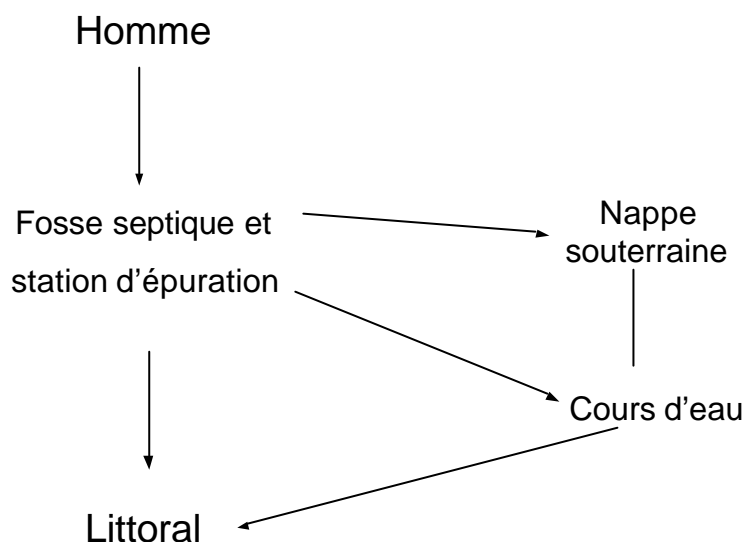 Homme
Fosse septique et
station d'épuration
Nappe
souterraine
Cours d'eau
Littoral